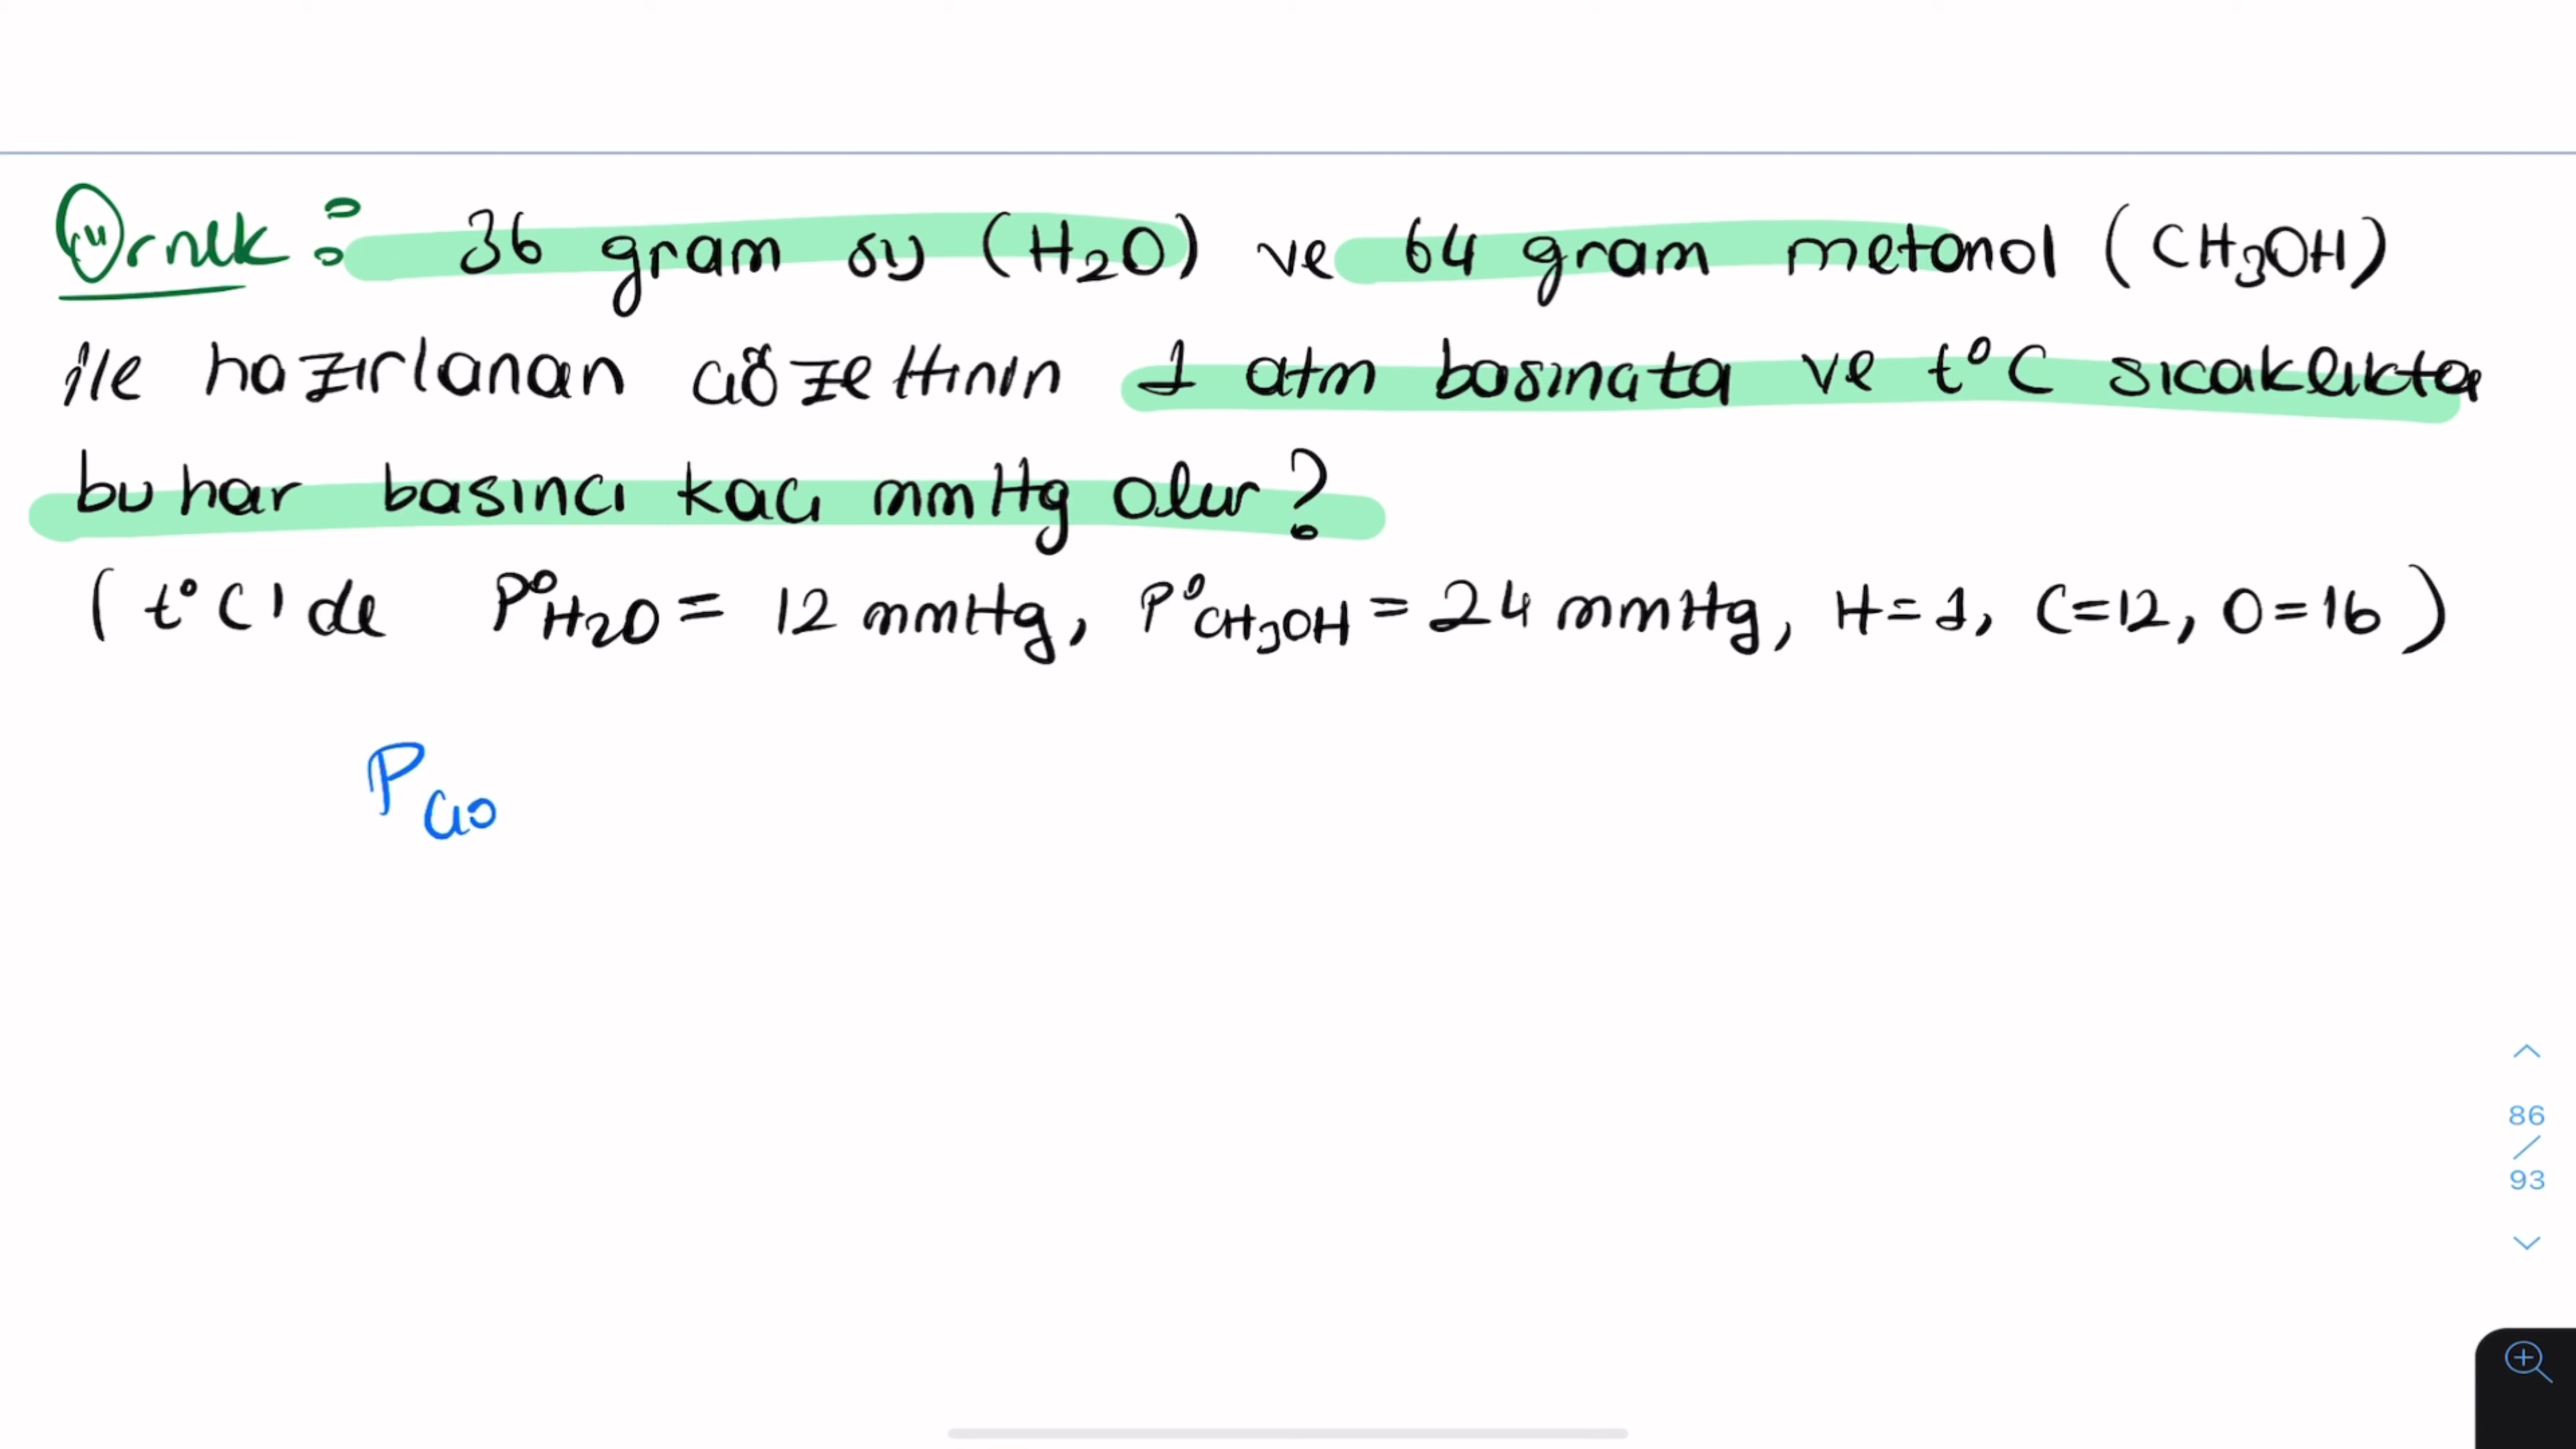 Örnek: 36 gram su (H₂O) ve 64 gram metanol (CH₃OH)
ile hazırlanan çözeltinin 1 atm basınçta ve t°C sıcaklıkta
buhar basıncı kaç mmHg olur?
(t°C'de P°H₂O = 12 mmHg, P°CH₃OH = 24 mmHg, H=1, C=12, O=16)
Pçö
86
/
93